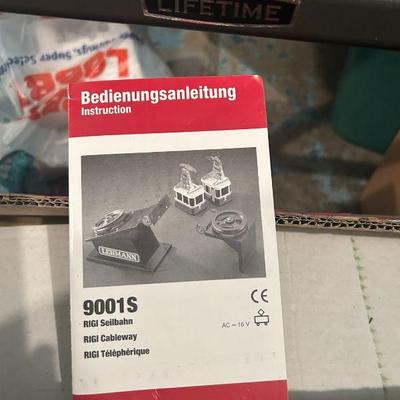 LIFETIME
Bedienungsanleitung
Instruction
LEHMANN
9001S
RIGI Seilbahn
RIGI Cableway
RIGI Téléphérique
CE
AC ≈ 16 V